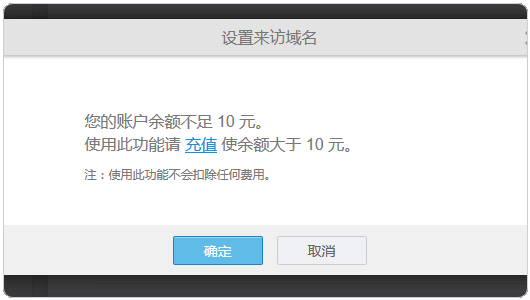 设置来访域名
您的账户余额不足 10 元。
使用此功能请 充值 使余额大于 10 元。
注：使用此功能不会扣除任何费用。
确定 取消